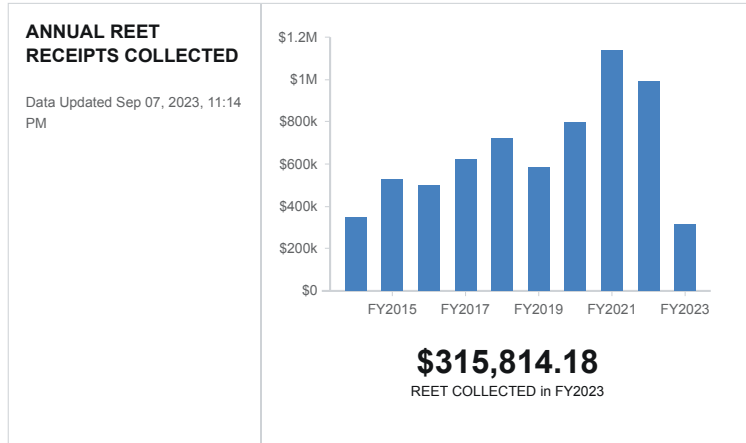 ANNUAL REET
RECEIPTS COLLECTED
Data Updated Sep 07, 2023, 11:14
PM
$1.2M
$1M
$800k
$600k
$400k
$200k
$0
FY2015 FY2017 FY2019 FY2021 FY2023
$315,814.18
REET COLLECTED in FY2023